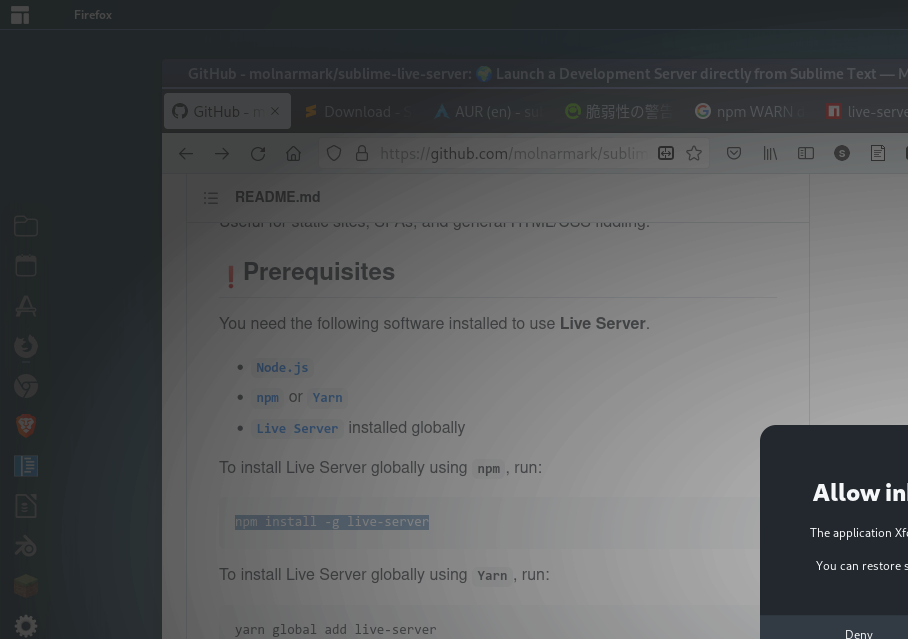 Firefox
GitHub - molnarmark/sublime-live-server: 🌍 Launch a Development Server directly from Sublime Text — M
GitHub - m
Download - S
AUR (en) - su
脆弱性の警告
npm WARN
live-serve
https://github.com/molnarmark/sublim
README.md
Useful for static sites, SPAs, and general HTML/CSS fiddling.
❗ Prerequisites
You need the following software installed to use Live Server.
Node.js
npm or Yarn
Live Server installed globally
To install Live Server globally using npm, run:
npm install -g live-server
To install Live Server globally using Yarn, run:
yarn global add live-server
Allow in
The application Xf
You can restore s
Deny